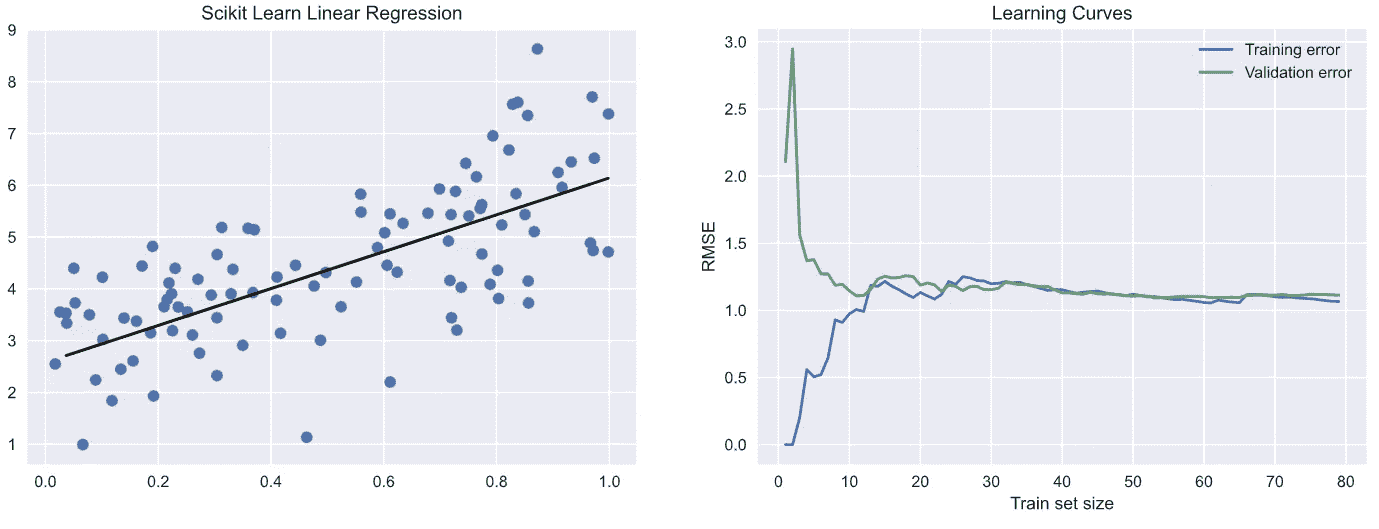 Scikit Learn Linear Regression
9
8
7
6
5
4
3
2
1
0.0 0.2 0.4 0.6 0.8 1.0
Learning Curves
Training error
Validation error
RMSE
3.0
2.5
2.0
1.5
1.0
0.5
0.0
0 10 20 30 40 50 60 70 80
Train set size